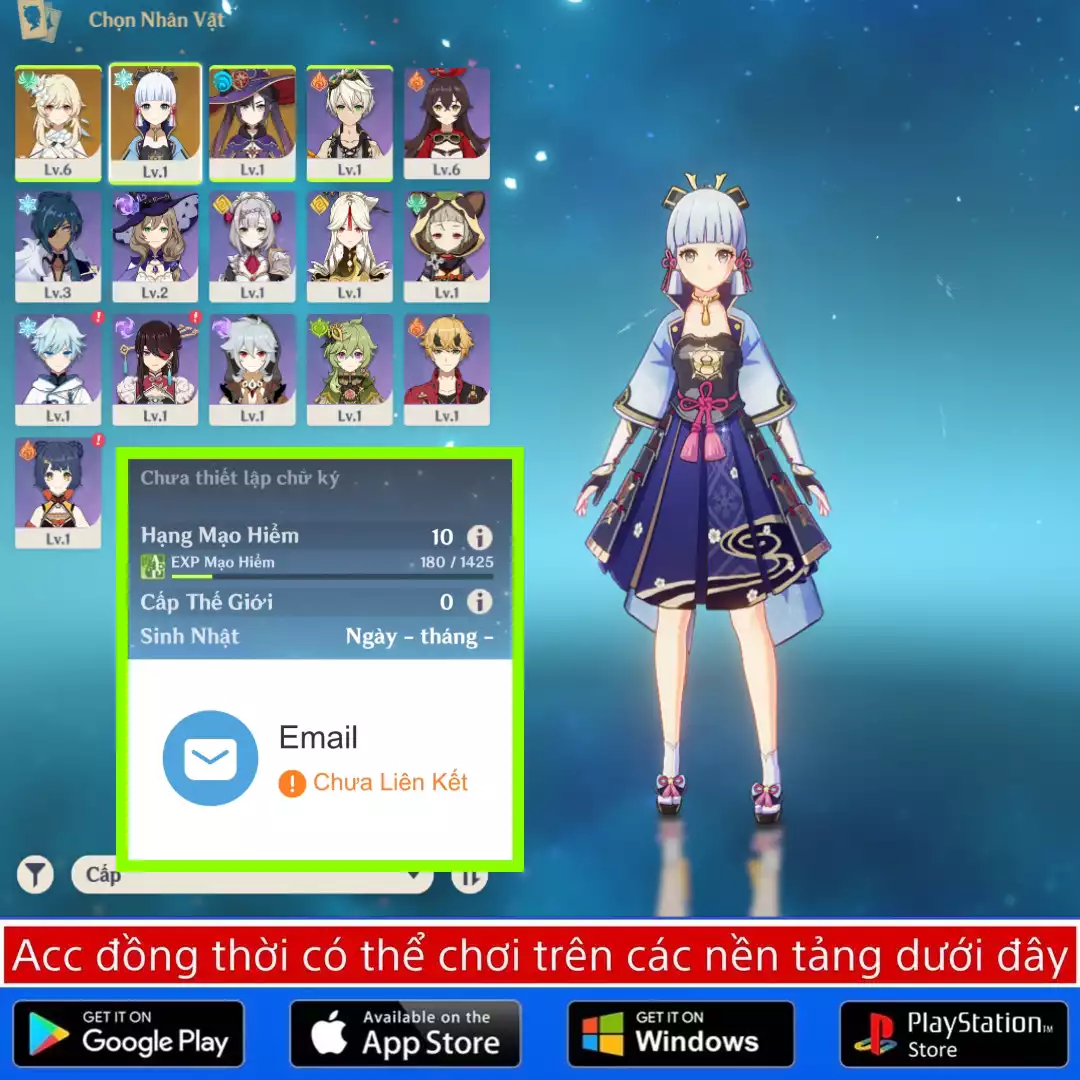 Chọn Nhân Vật
Lv.6
Lv.1
Lv.1
Lv.1
Lv.6
Lv.3
Lv.2
Lv.1
Lv.1
Lv.1
Lv.1
Lv.1
Lv.1
Lv.1
Lv.1
Lv.1
Chưa thiết lập chữ ký
Hạng Mạo Hiểm 10
EXP Mạo Hiểm 180 / 1425
Cấp Thế Giới 0
Sinh Nhật Ngày - tháng -
Email
Chưa Liên Kết
Cấp
Acc đồng thời có thể chơi trên các nền tảng dưới đây
GET IT ON
Google Play
Available on the
App Store
GET IT ON
Windows
PlayStation™
Store